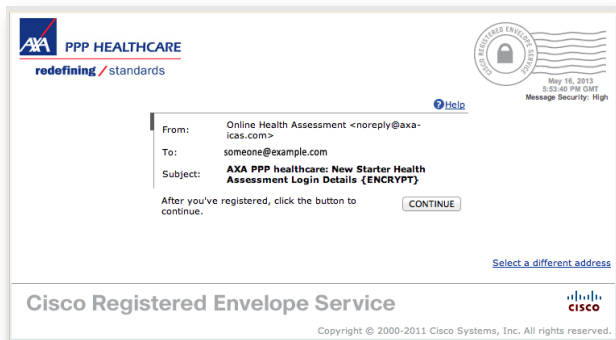 AXA PPP HEALTHCARE
redefining / standards
CISCO REGISTERED ENVELOPE SERVICE
May 16, 2013
5:53:40 PM GMT
Message Security: High
?Help
From: Online Health Assessment <noreply@axa-
icas.com>
To: someone@example.com
Subject: AXA PPP healthcare: New Starter Health
Assessment Login Details {ENCRYPT}
After you've registered, click the button to
continue.
CONTINUE
Select a different address
Cisco Registered Envelope Service
CISCO
Copyright © 2000-2011 Cisco Systems, Inc. All rights reserved.